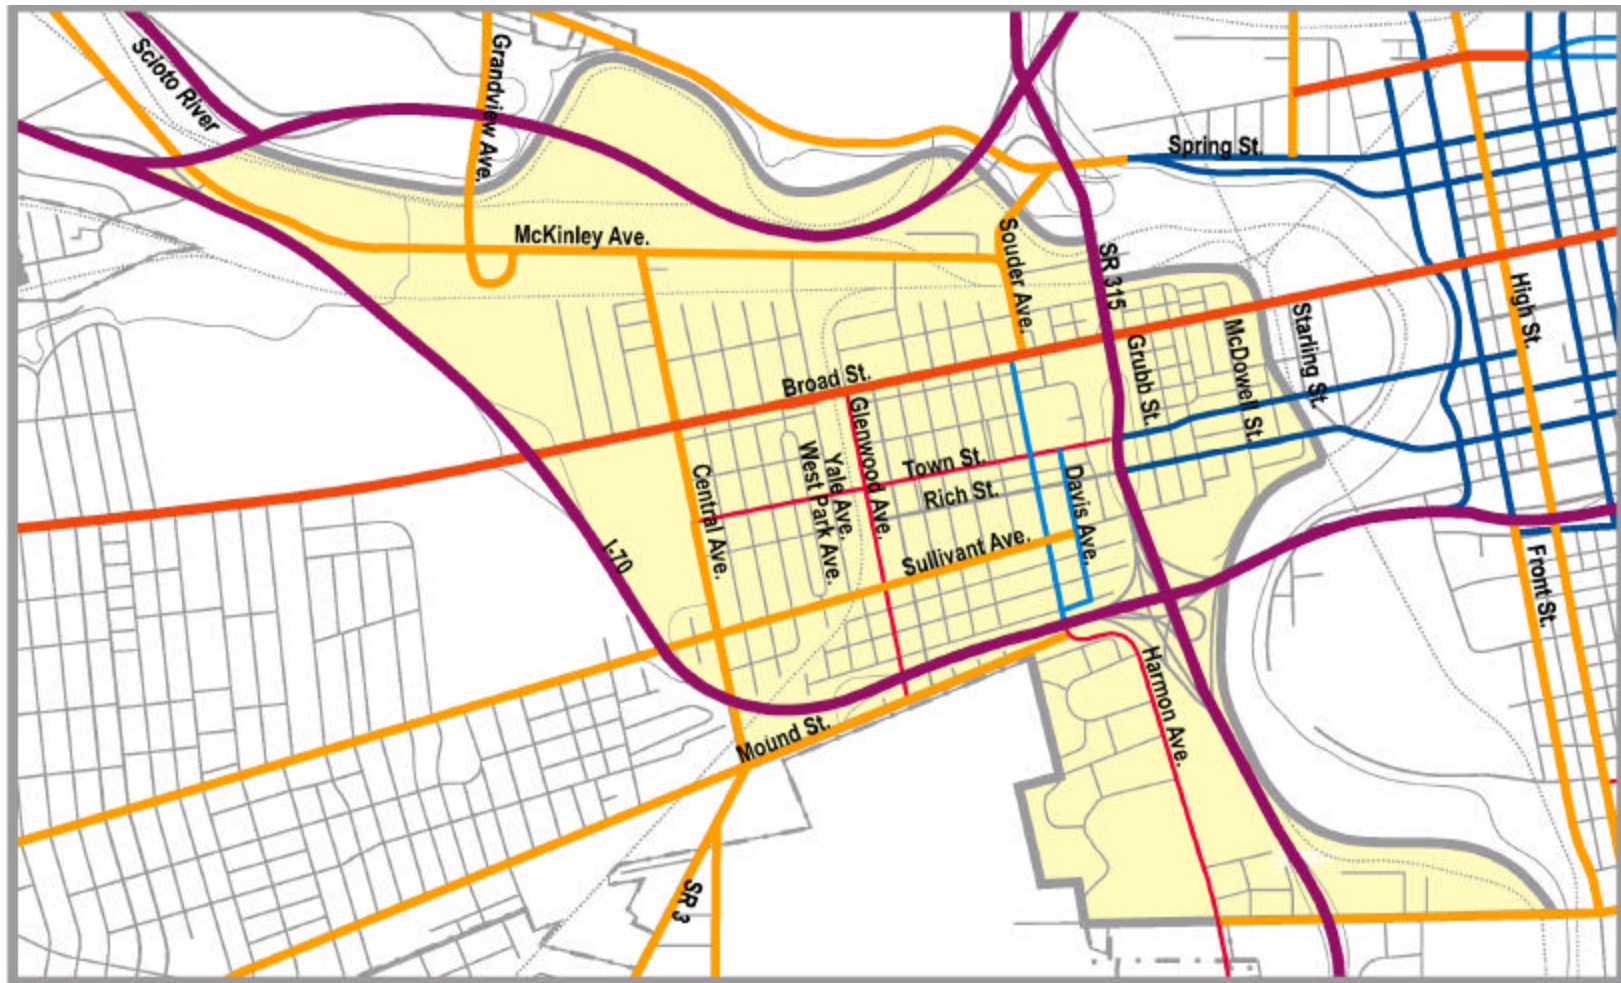 Scioto River
Grandview Ave.
Spring St.
McKinley Ave.
Souder Ave.
SR 315
High St.
Starling St.
McDowell St.
Grubb St.
Broad St.
Glenwood Ave.
Town St.
Yale Ave.
West Park Ave.
Central Ave.
Rich St.
Davis Ave.
Sullivant Ave.
I-70
Front St.
Harmon Ave.
Mound St.
SR 3